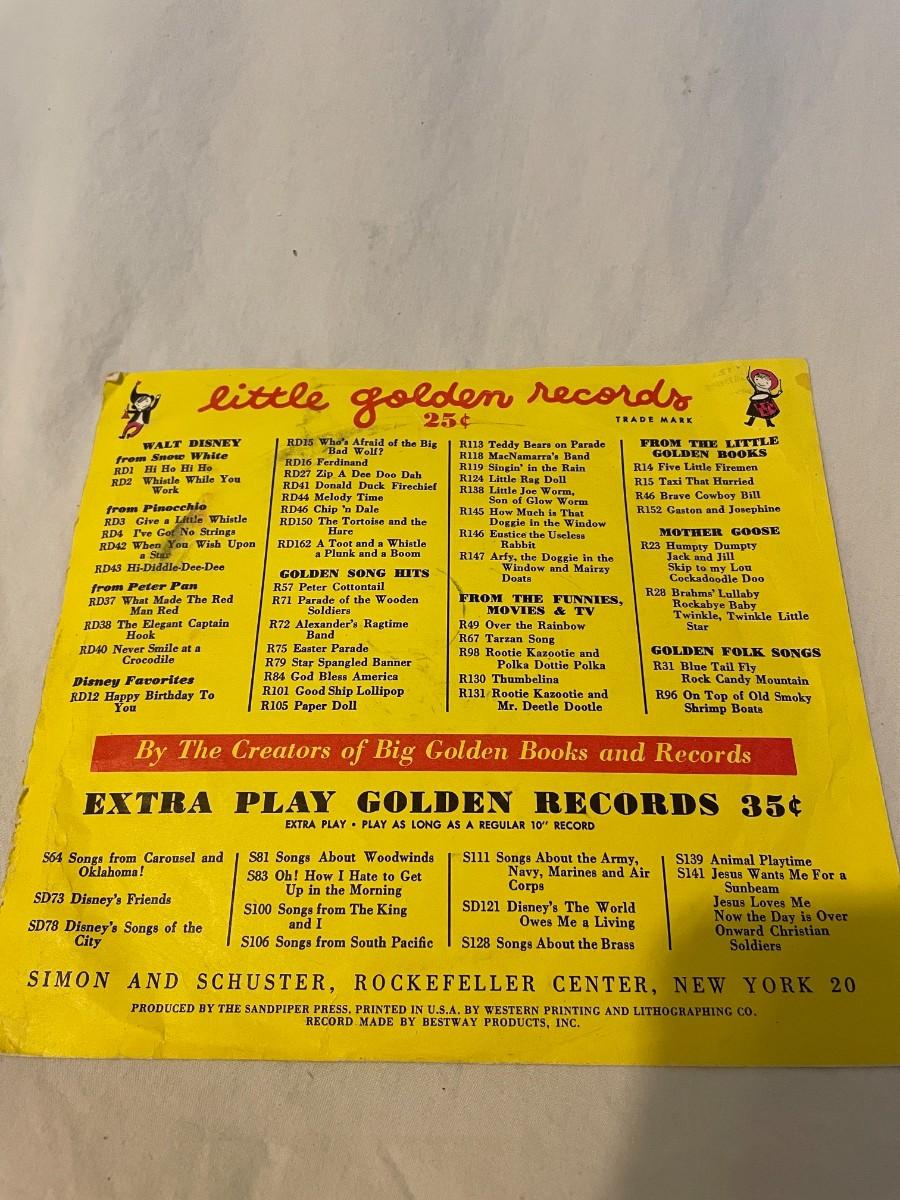 little golden records
25¢
TRADE MARK
WALT DISNEY
from Snow White
RD1 Hi Ho Hi Ho
RD2 Whistle While You
Work
from Pinocchio
RD3 Give a Little Whistle
RD4 I've Got No Strings
RD42 When You Wish Upon
a Star
RD43 Hi-Diddle-Dee-Dee
from Peter Pan
RD37 What Made The Red
Man Red
RD38 The Elegant Captain
Hook
RD40 Never Smile at a
Crocodile
Disney Favorites
RD12 Happy Birthday To
You
RD15 Who's Afraid of the Big
Bad Wolf?
RD16 Ferdinand
RD27 Zip A Dee Doo Dah
RD41 Donald Duck Firechief
RD44 Melody Time
RD46 Chip 'n Dale
RD150 The Tortoise and the
Hare
RD162 A Toot and a Whistle
a Plunk and a Boom
GOLDEN SONG HITS
R57 Peter Cottontail
R71 Parade of the Wooden
Soldiers
R72 Alexander's Ragtime
Band
R75 Easter Parade
R79 Star Spangled Banner
R84 God Bless America
R101 Good Ship Lollipop
R105 Paper Doll
R113 Teddy Bears on Parade
R118 MacNamarra's Band
R119 Singin' in the Rain
R124 Little Rag Doll
R138 Little Joe Worm,
Son of Glow Worm
R145 How Much is That
Doggie in the Window
R146 Eustice the Useless
Rabbit
R147 Arfy, the Doggie in the
Window and Mairzy
Doats
FROM THE FUNNIES,
MOVIES & TV
R49 Over the Rainbow
R67 Tarzan Song
R98 Rootie Kazootie and
Polka Dottie Polka
R130 Thumbelina
R131 Rootie Kazootie and
Mr. Deetle Dootle
FROM THE LITTLE
GOLDEN BOOKS
R14 Five Little Firemen
R15 Taxi That Hurried
R46 Brave Cowboy Bill
R152 Gaston and Josephine
MOTHER GOOSE
R23 Humpty Dumpty
Jack and Jill
Skip to my Lou
Cockadoodle Doo
R28 Brahms' Lullaby
Rockabye Baby
Twinkle, Twinkle Little
Star
GOLDEN FOLK SONGS
R31 Blue Tail Fly
Rock Candy Mountain
R96 On Top of Old Smoky
Shrimp Boats
By The Creators of Big Golden Books and Records
EXTRA PLAY GOLDEN RECORDS 35¢
EXTRA PLAY • PLAY AS LONG AS A REGULAR 10" RECORD
S64 Songs from Carousel and
Oklahoma!
SD73 Disney's Friends
SD78 Disney's Songs of the
City
S81 Songs About Woodwinds
S83 Oh! How I Hate to Get
Up in the Morning
S100 Songs from The King
and I
S106 Songs from South Pacific
S111 Songs About the Army,
Navy, Marines and Air
Corps
SD121 Disney's The World
Owes Me a Living
S128 Songs About the Brass
S139 Animal Playtime
S141 Jesus Wants Me For a
Sunbeam
Jesus Loves Me
Now the Day is Over
Onward Christian
Soldiers
SIMON AND SCHUSTER, ROCKEFELLER CENTER, NEW YORK 20
PRODUCED BY THE SANDPIPER PRESS. PRINTED IN U.S.A. BY WESTERN PRINTING AND LITHOGRAPHING CO.
RECORD MADE BY BESTWAY PRODUCTS, INC.